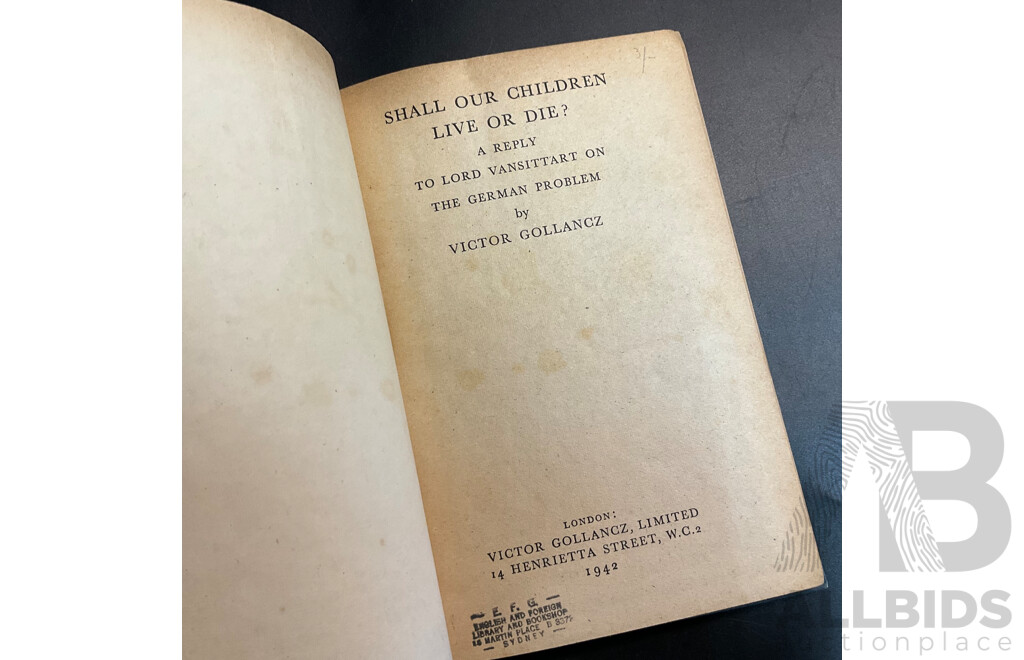 3/-
SHALL OUR CHILDREN
LIVE OR DIE?
A REPLY
TO LORD VANSITTART ON
THE GERMAN PROBLEM
by
VICTOR GOLLANCZ
LONDON:
VICTOR GOLLANCZ, LIMITED
14 HENRIETTA STREET, W.C.2
1942
— E. F. G. —
ENGLISH AND FOREIGN
LIBRARY AND BOOKSHOP
MARTIN PLACE
— SYDNEY —
AB
ALLBIDS
auctionplace